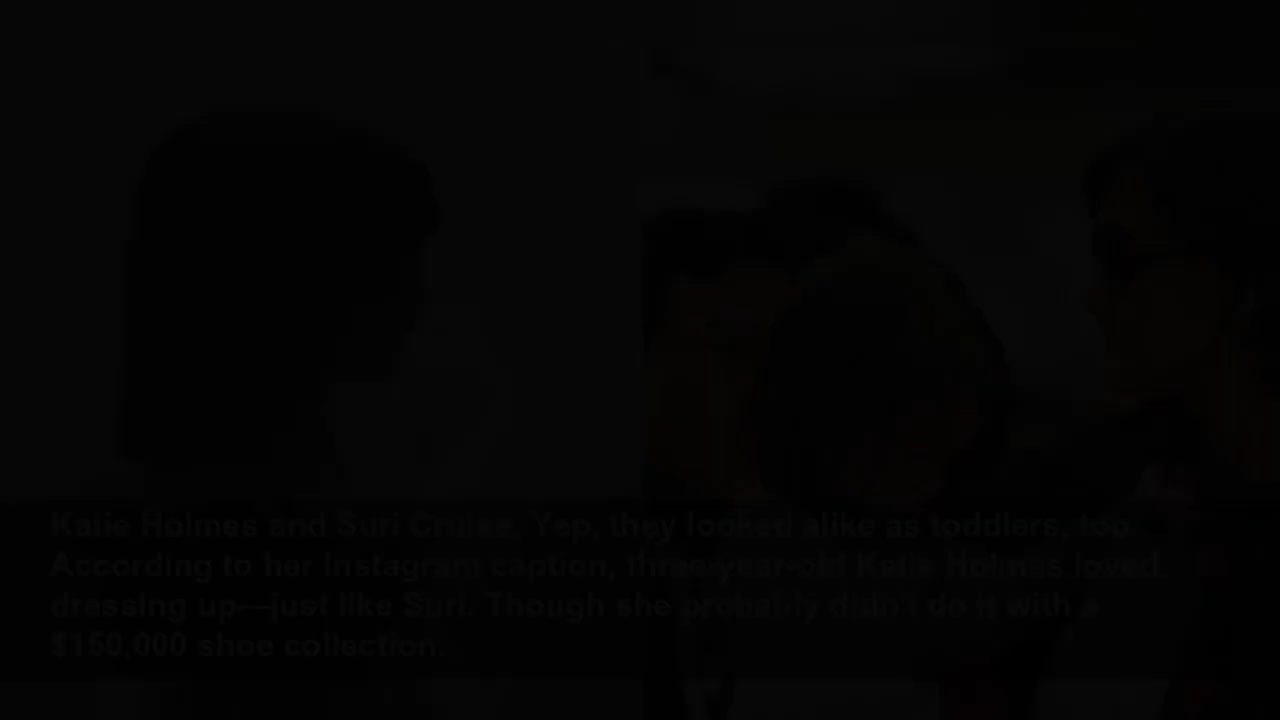 Katie Holmes and Suri Cruise. Yep, they looked alike as toddlers, too.
According to her Instagram caption, three-year-old Katie Holmes loved
dressing up—just like Suri. Though she probably didn't do it with a
$150,000 shoe collection.